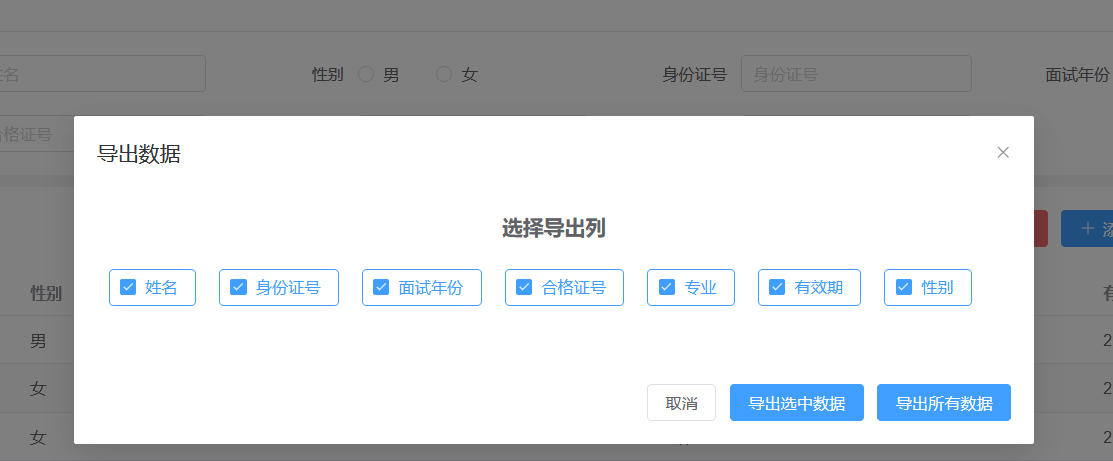 姓名 性别 男 女 身份证号 身份证号 面试年份
合格证号
导出数据
选择导出列
添
性别
姓名 身份证号 面试年份 合格证号 专业 有效期 性别
男 2
女 2
取消 导出选中数据 导出所有数据
女 2